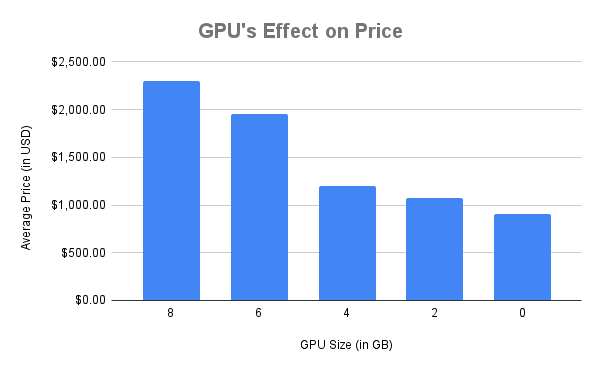 GPU's Effect on Price
Average Price (in USD)
$2,500.00
$2,000.00
$1,500.00
$1,000.00
$500.00
$0.00
8 6 4 2 0
GPU Size (in GB)